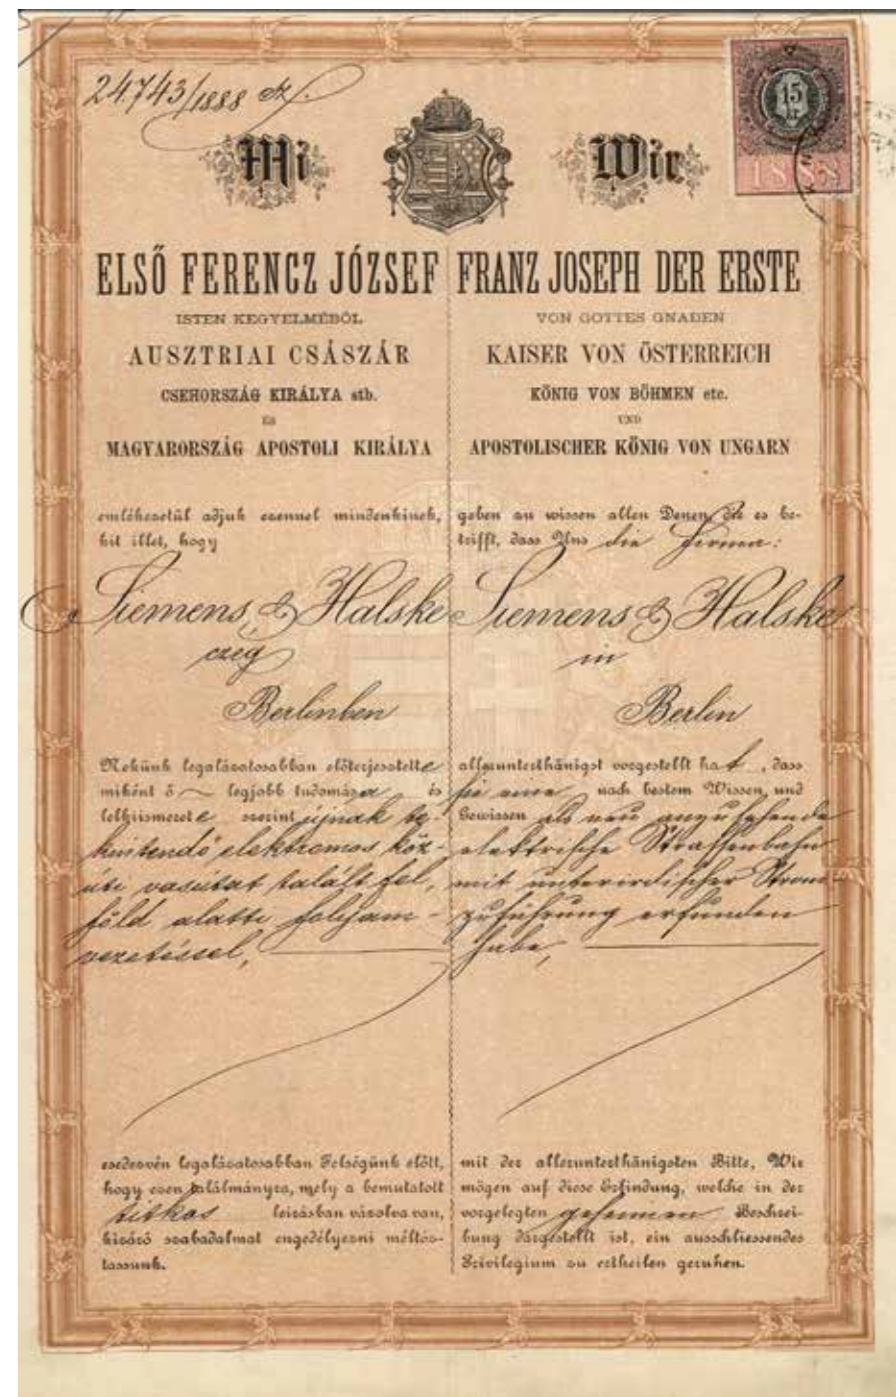 24743/1888 sz.
15
kr
1888
Mi
ELSŐ FERENCZ JÓZSEF
ISTEN KEGYELMÉBŐL
AUSZTRIAI CSÁSZÁR
CSEHORSZÁG KIRÁLYA stb.
ÉS
MAGYARORSZÁG APOSTOLI KIRÁLYA
emlékezetül adjuk ezennel mindenkinek,
kit illet, hogy
Siemens & Halske
czég
Berlinben
Nekünk legalázatosabban előterjesztette
miként ő legjobb tudomása és
lelkiismerete szerint újnak te-
kintendő elektromos köz-
úti vasútat talált fel,
föld alatti folyam-
vezetéssel,
esedezvén legalázatosabban Felségünk előtt,
hogy ezen találmányra, mely a bemutatott
titkos leirásban vázolva van,
kizáró szabadalmat engedélyezni méltóz-
tassunk.
Wir
FRANZ JOSEPH DER ERSTE
VON GOTTES GNADEN
KAISER VON ÖSTERREICH
KÖNIG VON BÖHMEN etc.
UND
APOSTOLISCHER KÖNIG VON UNGARN
geben zu wissen allen Denen, die es be-
trifft, dass Uns die Firma:
Siemens & Halske
in
Berlin
allerunterthänigst vorgestellt hat, dass
sie eine nach bestem Wissen und
Gewissen als neu anzusehende
elektrische Strassenbahn
mit unterirdischer Strom-
zuführung erfunden
habe,
mit der allerunterthänigsten Bitte, Wir
mögen auf diese Erfindung, welche in der
vorgelegten geheimen Beschrei-
bung dargestellt ist, ein ausschliessendes
Privilegium zu ertheilen geruhen.